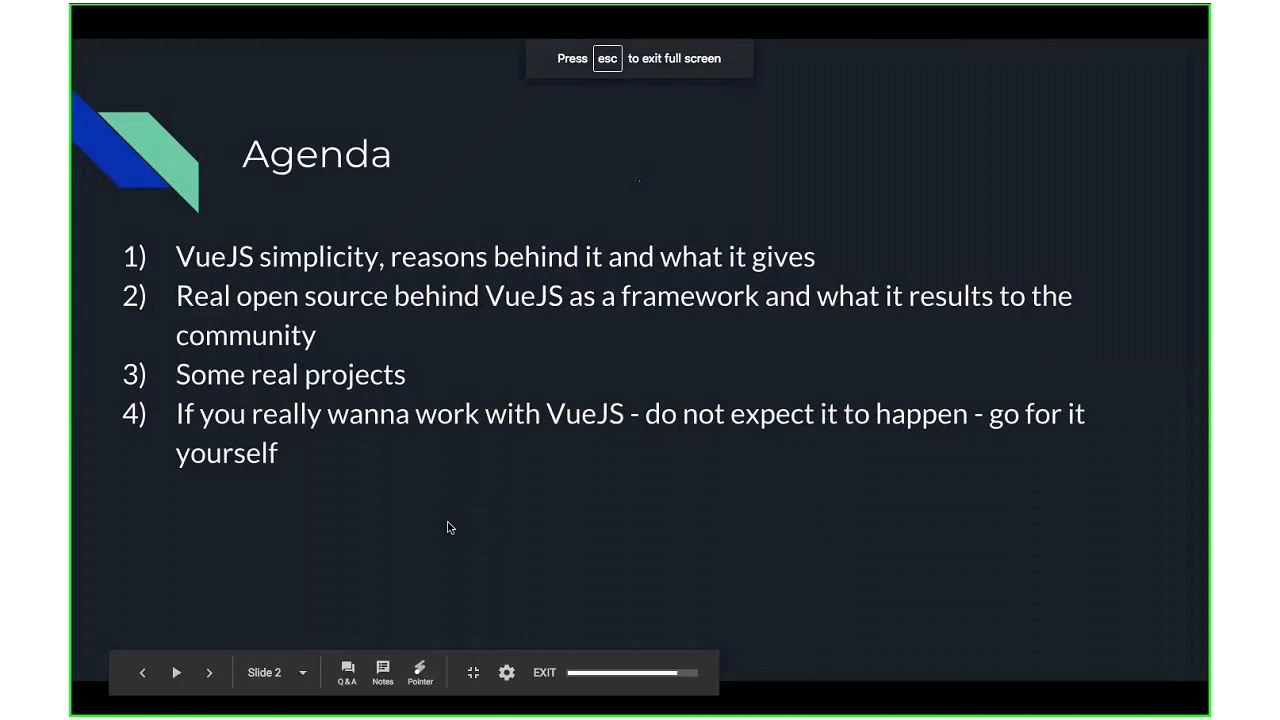 Press esc to exit full screen
Agenda
1) VueJS simplicity, reasons behind it and what it gives
2) Real open source behind VueJS as a framework and what it results to the
community
3) Some real projects
4) If you really wanna work with VueJS - do not expect it to happen - go for it
yourself
Slide 2 Q&A Notes Pointer EXIT